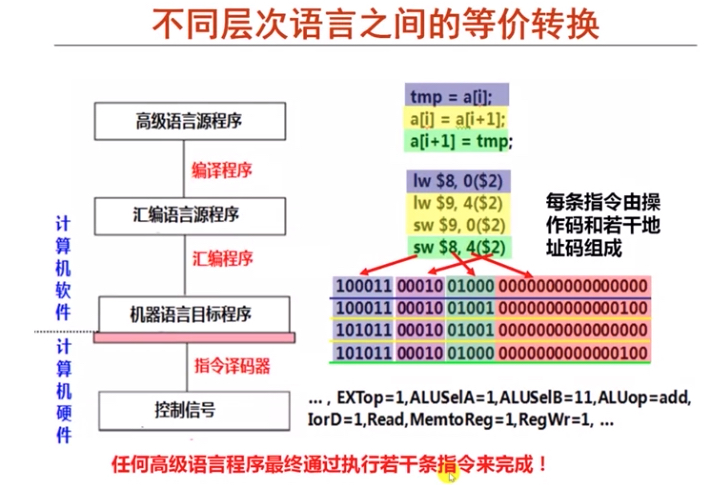 不同层次语言之间的等价转换
高级语言源程序
编译程序
汇编语言源程序
汇编程序
机器语言目标程序
指令译码器
控制信号
计算机软件
计算机硬件
tmp = a[i];
a[i] = a[i+1];
a[i+1] = tmp;
lw $8, 0($2)
lw $9, 4($2)
sw $9, 0($2)
sw $8, 4($2)
每条指令由操
作码和若干地
址码组成
100011 00010 01000 0000000000000000
100011 00010 01001 0000000000000100
101011 00010 01001 0000000000000000
101011 00010 01000 0000000000000100
… , EXTop=1,ALUSelA=1,ALUSelB=11,ALUop=add,
IorD=1,Read,MemtoReg=1,RegWr=1, …
任何高级语言程序最终通过执行若干条指令来完成！